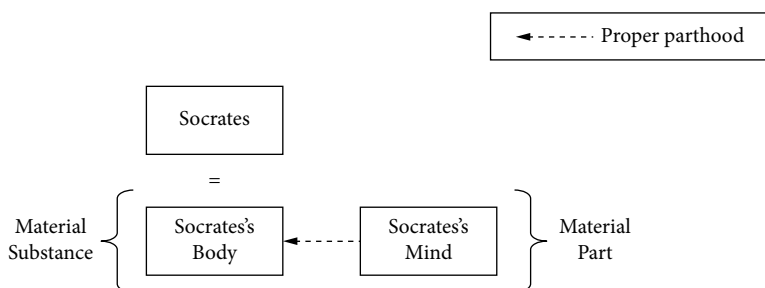 Proper parthood
Socrates
=
Material
Substance
Socrates's
Body
Socrates's
Mind
Material
Part